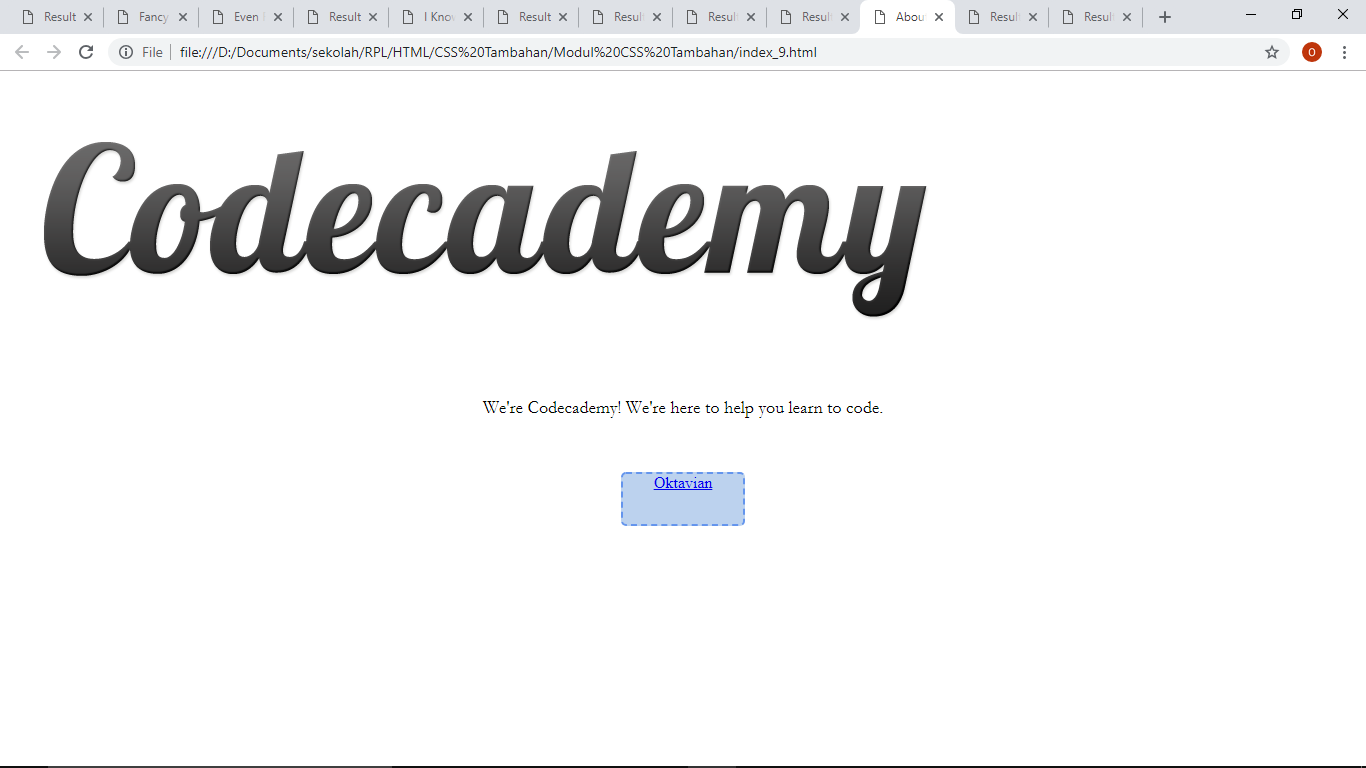 Result
Fancy
Even
Result
I Know
Result
Result
Result
Result
Abou
Result
Result
File
file:///D:/Documents/sekolah/RPL/HTML/CSS%20Tambahan/Modul%20CSS%20Tambahan/index_9.html
O
Codecademy
We're Codecademy! We're here to help you learn to code.
Oktavian